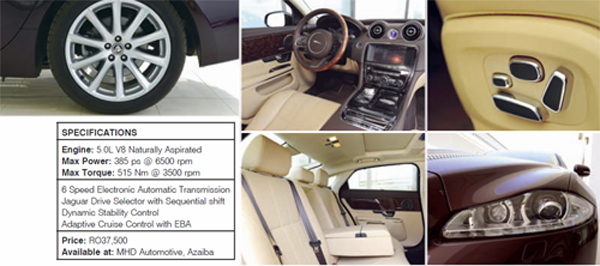 SPECIFICATIONS
Engine: 5.0L V8 Naturally Aspirated
Max Power: 385 ps @ 6500 rpm
Max Torque: 515 Nm @ 3500 rpm
6 Speed Electronic Automatic Transmission
Jaguar Drive Selector with Sequential shift
Dynamic Stability Control
Adaptive Cruise Control with EBA
Price: RO37,500
Available at: MHD Automotive, Azaiba